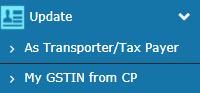 Update
As Transporter/Tax Payer
My GSTIN from CP